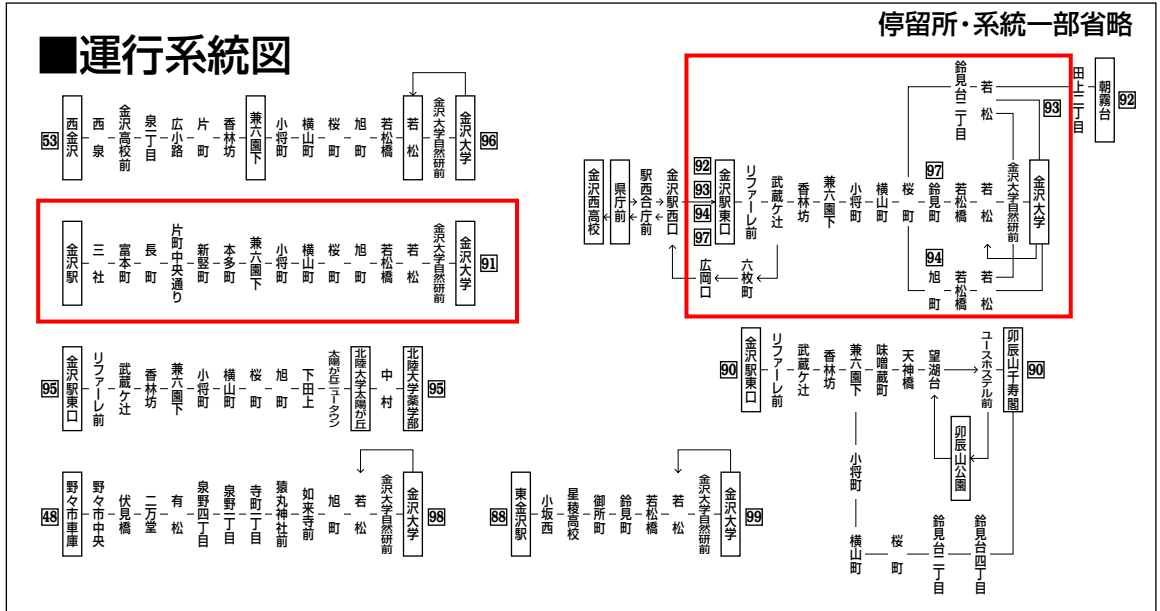 ■運行系統図
停留所・系統一部省略
53
西金沢
西泉
金沢高校前
泉一丁目
広小路
片町
香林坊
兼六園下
小将町
横山町
桜町
旭町
若松橋
若松
金沢大学自然研前
金沢大学
96
金沢駅
三社
富本町
長町
片町中央通り
新竪町
本多町
兼六園下
小将町
横山町
桜町
旭町
若松橋
若松
金沢大学自然研前
金沢大学
91
95
金沢駅東口
リファーレ前
武蔵ケ辻
香林坊
兼六園下
小将町
横山町
桜町
旭町
下田上
太陽が丘ニュータウン
北陸大学太陽が丘
中村
北陸大学薬学部
95
48
野々市車庫
野々市中央
伏見橋
二万堂
有松
泉野四丁目
泉野一丁目
寺町一丁目
猿丸神社前
如来寺前
旭町
若松
金沢大学自然研前
金沢大学
98
88
東金沢駅
小坂西
星稜高校
御所町
鈴見町
若松橋
若松
金沢大学自然研前
金沢大学
99
金沢西高校
県庁前
駅西合庁前
金沢駅西口
92
93
94
97
金沢駅東口
リファーレ前
武蔵ケ辻
香林坊
兼六園下
小将町
横山町
桜町
鈴見台二丁目
若松
93
田上二丁目
朝霧台
92
97
鈴見町
若松橋
若松
金沢大学自然研前
金沢大学
94
旭町
若松橋
若松
六枚町
広岡口
90
金沢駅東口
リファーレ前
武蔵ケ辻
香林坊
兼六園下
味噌蔵町
天神橋
望湖台
ユースホステル前
卯辰山千寿閣
90
卯辰山公園
小将町
横山町
桜町
鈴見台二丁目
鈴見台四丁目